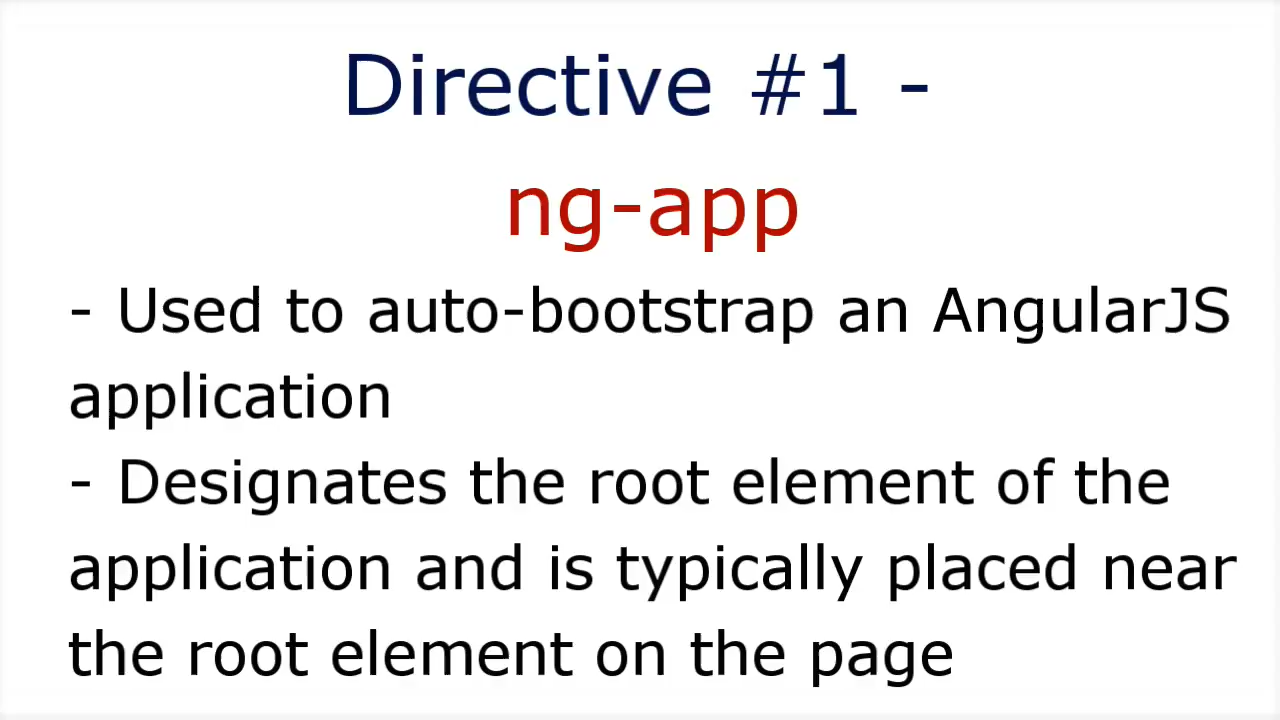 Directive #1 -
ng-app
- Used to auto-bootstrap an AngularJS
application
- Designates the root element of the
application and is typically placed near
the root element on the page